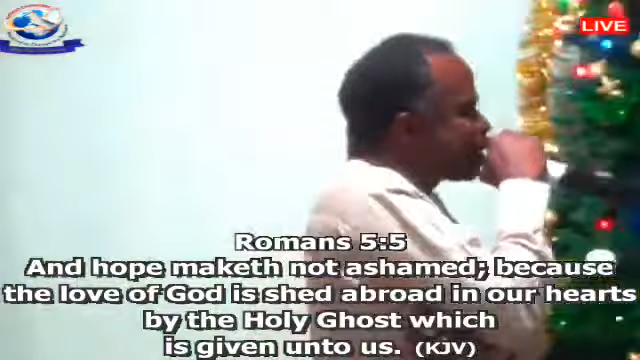 LIVE
Romans 5:5
And hope maketh not ashamed; because
the love of God is shed abroad in our hearts
by the Holy Ghost which
is given unto us. (KJV)